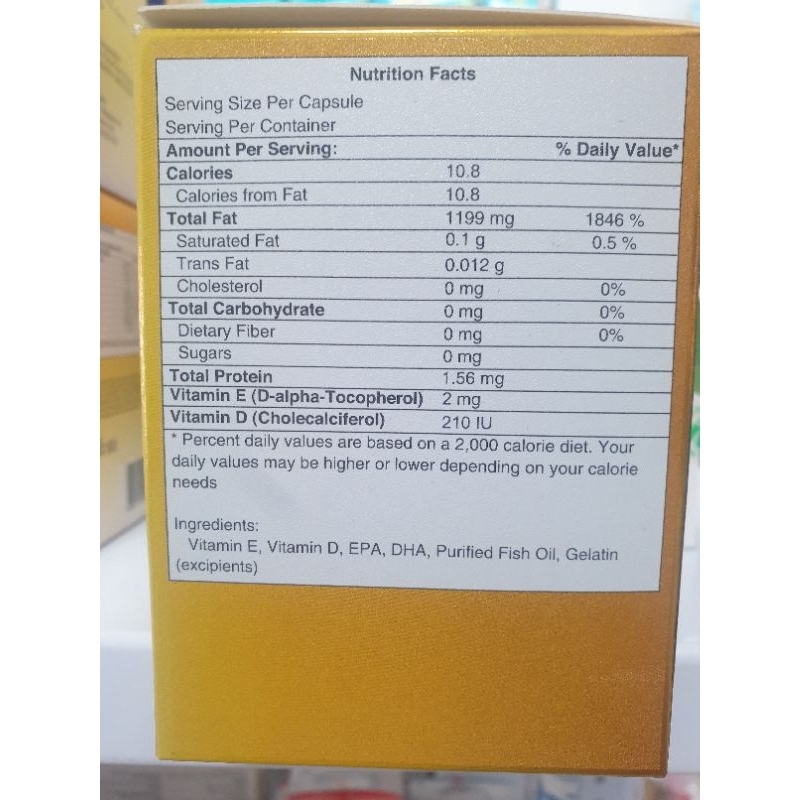 Nutrition Facts
Serving Size Per Capsule
Serving Per Container
Amount Per Serving: % Daily Value*
Calories 10.8
Calories from Fat 10.8
Total Fat 1199 mg 1846 %
Saturated Fat 0.1 g 0.5 %
Trans Fat 0.012 g
Cholesterol 0 mg 0%
Total Carbohydrate 0 mg 0%
Dietary Fiber 0 mg 0%
Sugars 0 mg
Total Protein 1.56 mg
Vitamin E (D-alpha-Tocopherol) 2 mg
Vitamin D (Cholecalciferol) 210 IU
* Percent daily values are based on a 2,000 calorie diet. Your
daily values may be higher or lower depending on your calorie
needs
Ingredients:
Vitamin E, Vitamin D, EPA, DHA, Purified Fish Oil, Gelatin
(excipients)